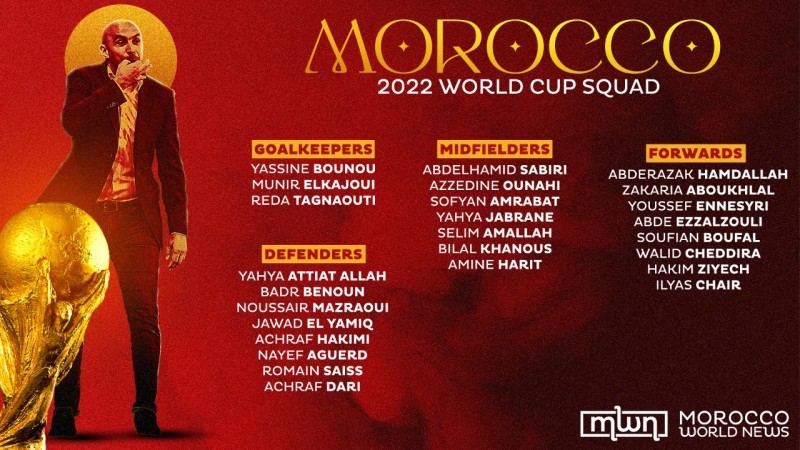 MOROCCO
2022 WORLD CUP SQUAD
GOALKEEPERS
YASSINE BOUNOU
MUNIR ELKAJOUI
REDA TAGNAOUTI
DEFENDERS
YAHYA ATTIAT ALLAH
BADR BENOUN
NOUSSAIR MAZRAOUI
JAWAD EL YAMIQ
ACHRAF HAKIMI
NAYEF AGUERD
ROMAIN SAISS
ACHRAF DARI
MIDFIELDERS
ABDELHAMID SABIRI
AZZEDINE OUNAHI
SOFYAN AMRABAT
YAHYA JABRANE
SELIM AMALLAH
BILAL KHANOUS
AMINE HARIT
FORWARDS
ABDERAZAK HAMDALLAH
ZAKARIA ABOUKHLAL
YOUSSEF ENNESYRI
ABDE EZZALZOULI
SOUFIAN BOUFAL
WALID CHEDDIRA
HAKIM ZIYECH
ILYAS CHAIR
mwn
MOROCCO
WORLD NEWS